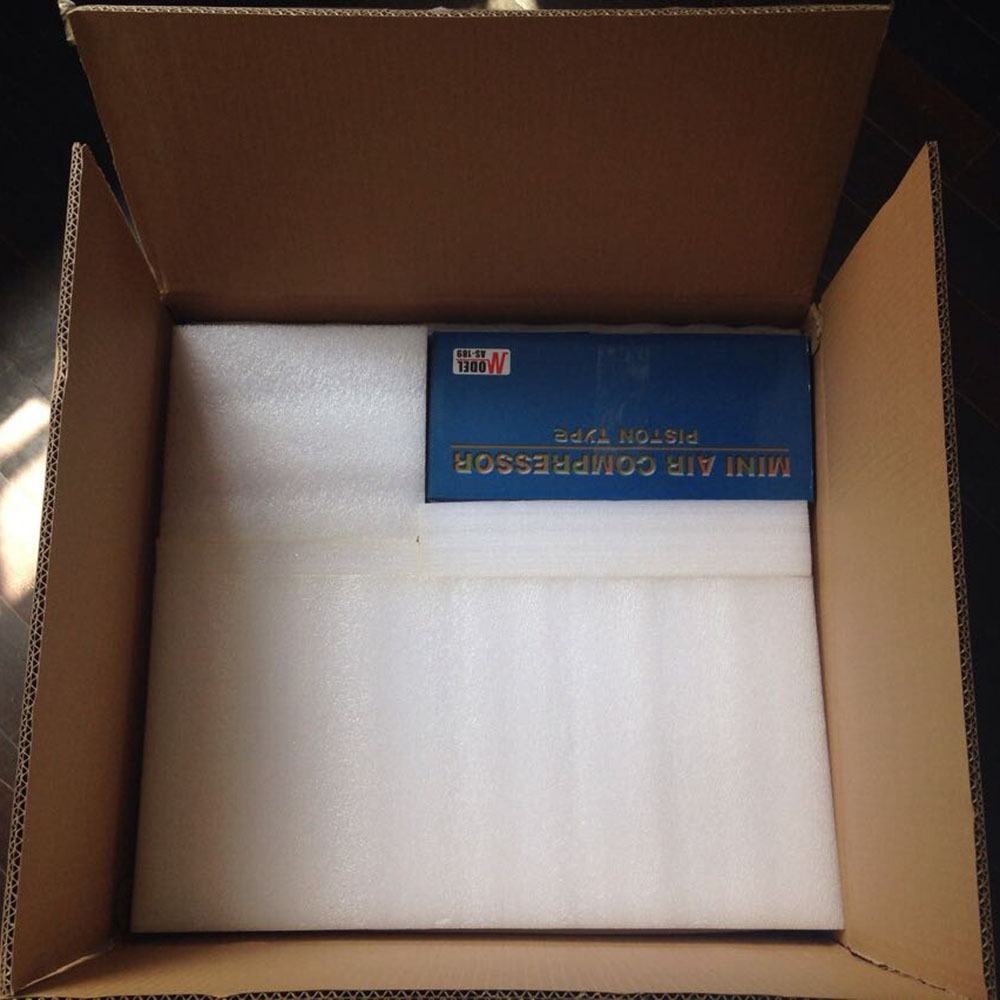 MINI AIR COMPRESSOR
PISTON TYPE
MODEL
AS-189